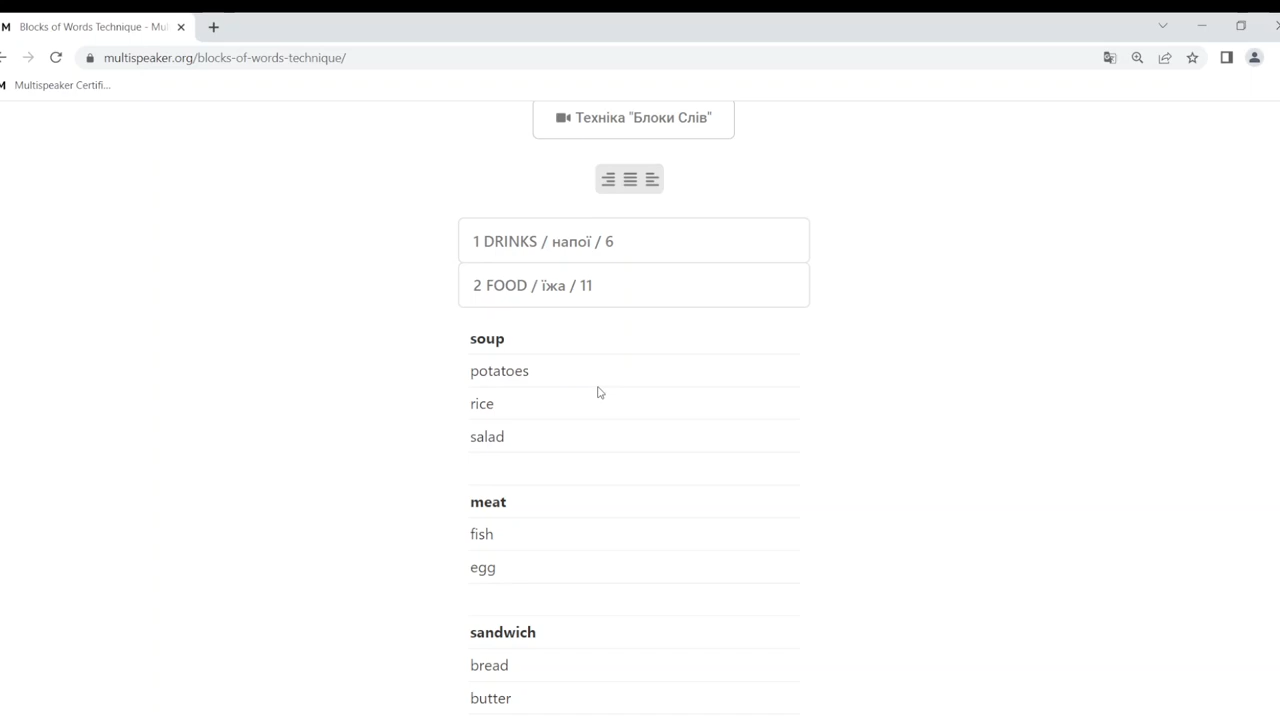 Blocks of Words Technique - Mul
multispeaker.org/blocks-of-words-technique/
Multispeaker Certifi...
Техніка "Блоки Слів"
1 DRINKS / напої / 6
2 FOOD / їжа / 11
soup
potatoes
rice
salad
meat
fish
egg
sandwich
bread
butter